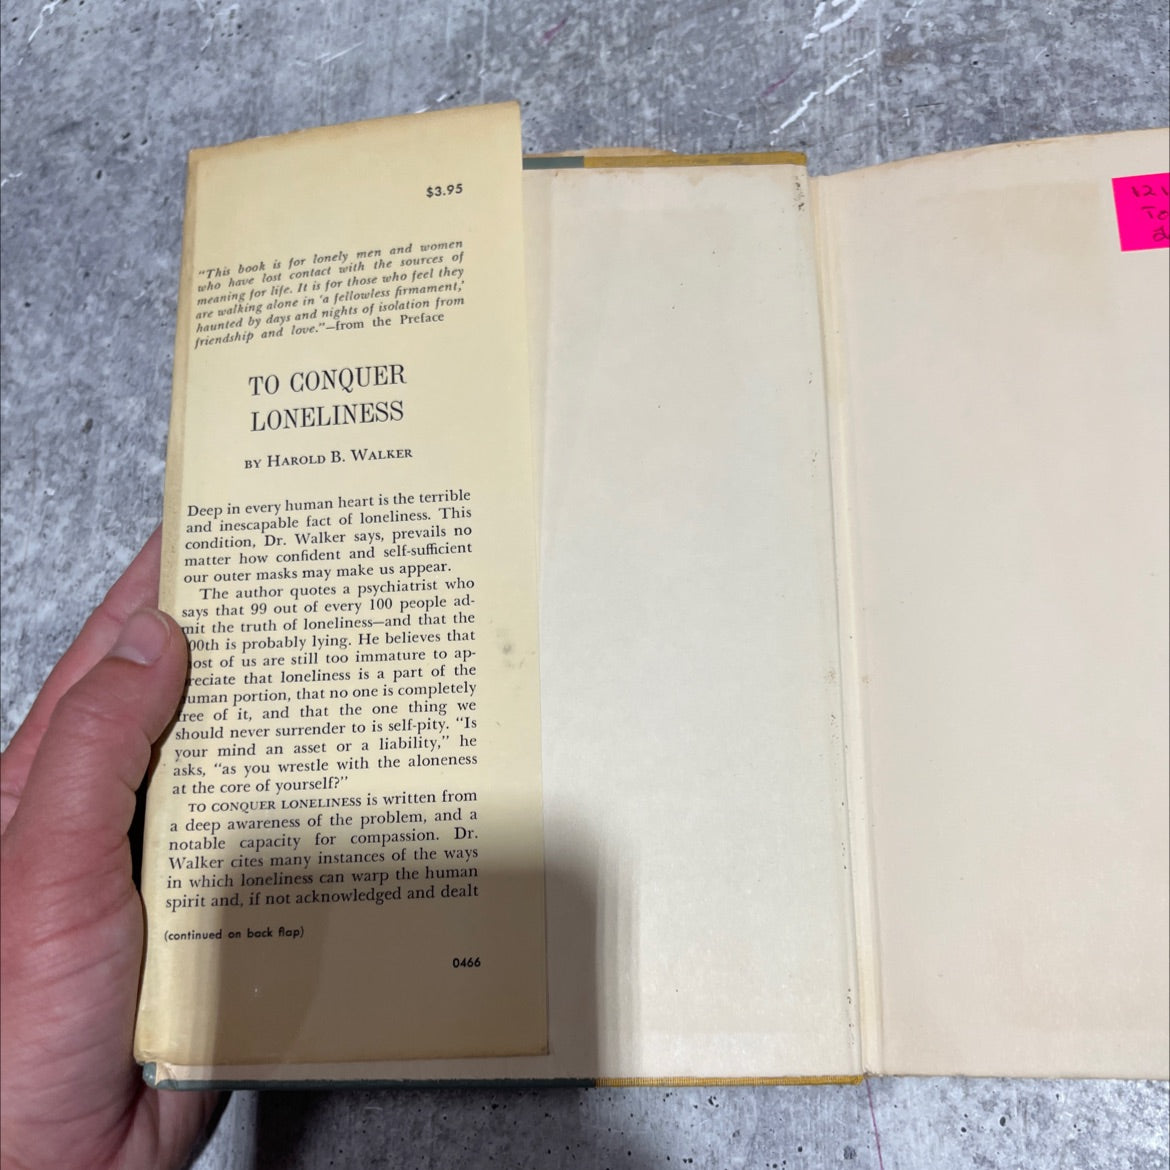 $3.95
"This book is for lonely men and women
who have lost contact with the sources of
meaning for life. It is for those who feel they
are walking alone in 'a fellowless firmament,'
haunted by days and nights of isolation from
friendship and love."—from the Preface
TO CONQUER
LONELINESS
BY HAROLD B. WALKER
Deep in every human heart is the terrible
and inescapable fact of loneliness. This
condition, Dr. Walker says, prevails no
matter how confident and self-sufficient
our outer masks may make us appear.
The author quotes a psychiatrist who
says that 99 out of every 100 people ad-
mit the truth of loneliness—and that the
00th is probably lying. He believes that
most of us are still too immature to ap-
preciate that loneliness is a part of the
human portion, that no one is completely
free of it, and that the one thing we
should never surrender to is self-pity. "Is
your mind an asset or a liability," he
asks, "as you wrestle with the aloneness
at the core of yourself?"
TO CONQUER LONELINESS is written from
a deep awareness of the problem, and a
notable capacity for compassion. Dr.
Walker cites many instances of the ways
in which loneliness can warp the human
spirit and, if not acknowledged and dealt
(continued on back flap)
0466